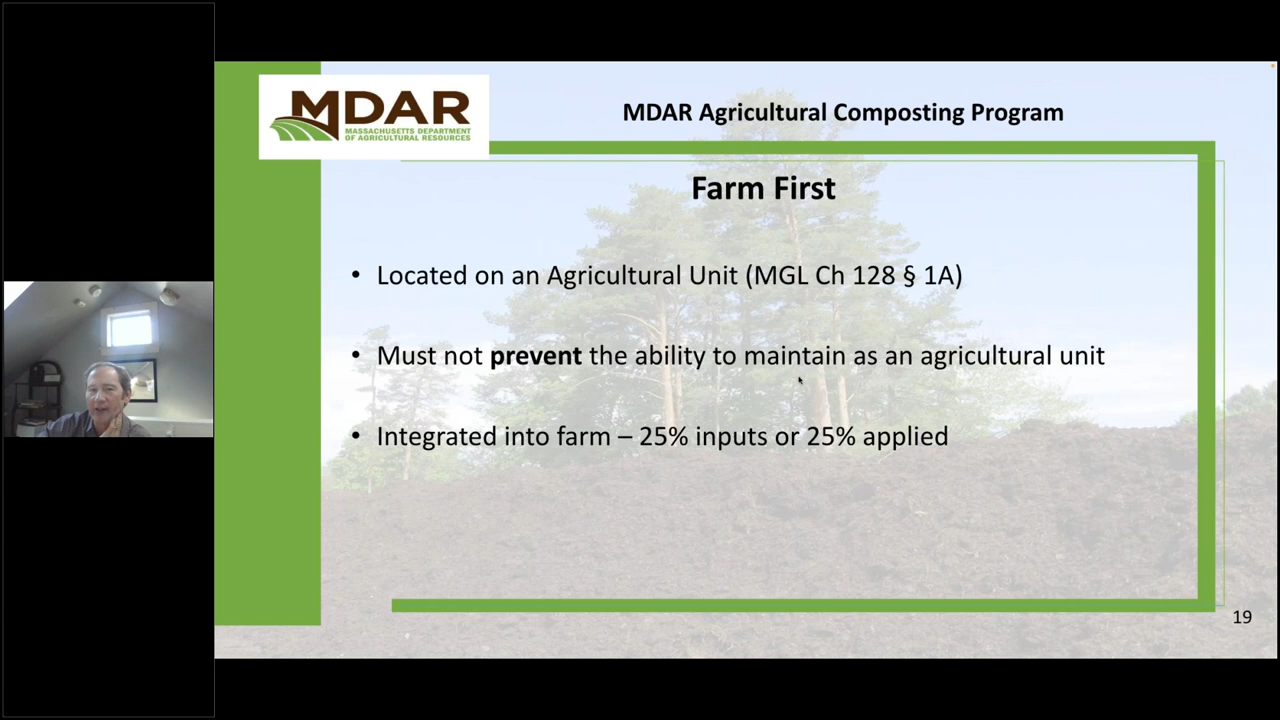 MDAR
MASSACHUSETTS DEPARTMENT
OF AGRICULTURAL RESOURCES
MDAR Agricultural Composting Program
Farm First
• Located on an Agricultural Unit (MGL Ch 128 § 1A)
• Must not prevent the ability to maintain as an agricultural unit
• Integrated into farm – 25% inputs or 25% applied
19